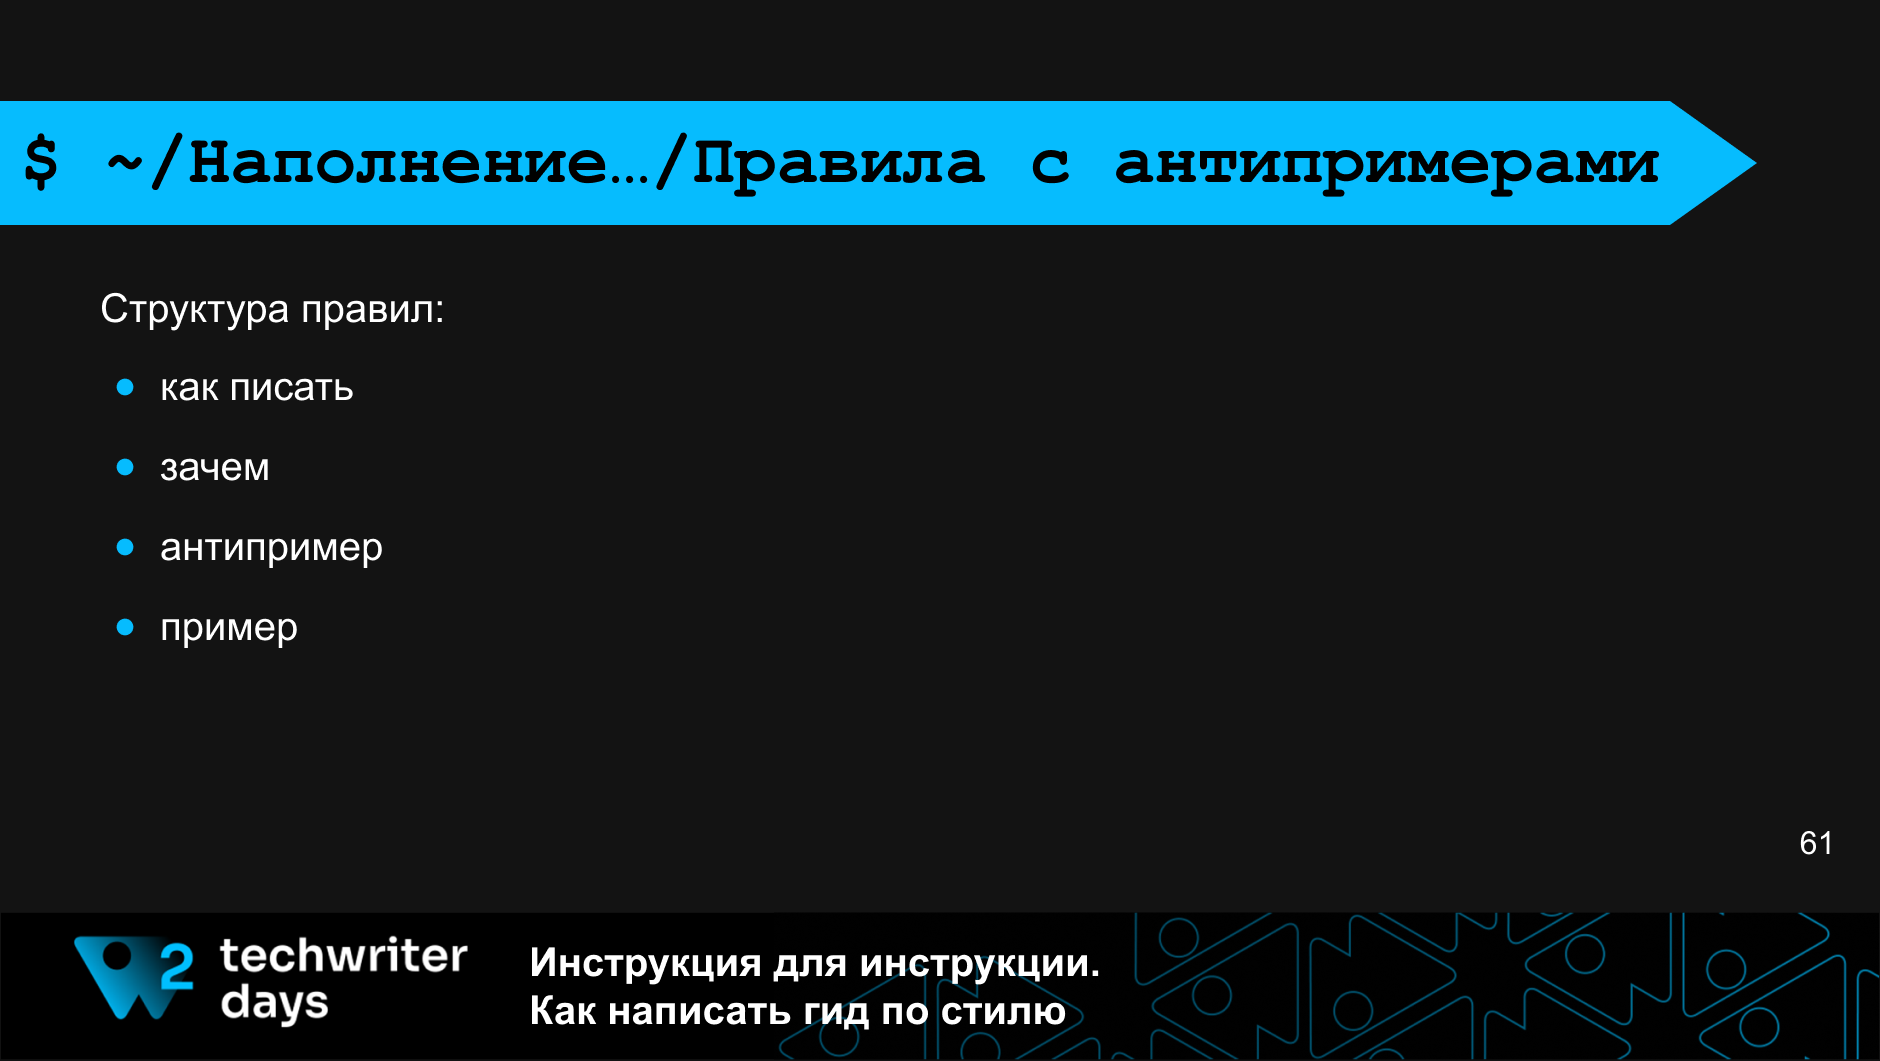 $ ~/Наполнение…/Правила с антипримерами
Структура правил:
● как писать
● зачем
● антипример
● пример
61
2 techwriter
days
Инструкция для инструкции.
Как написать гид по стилю